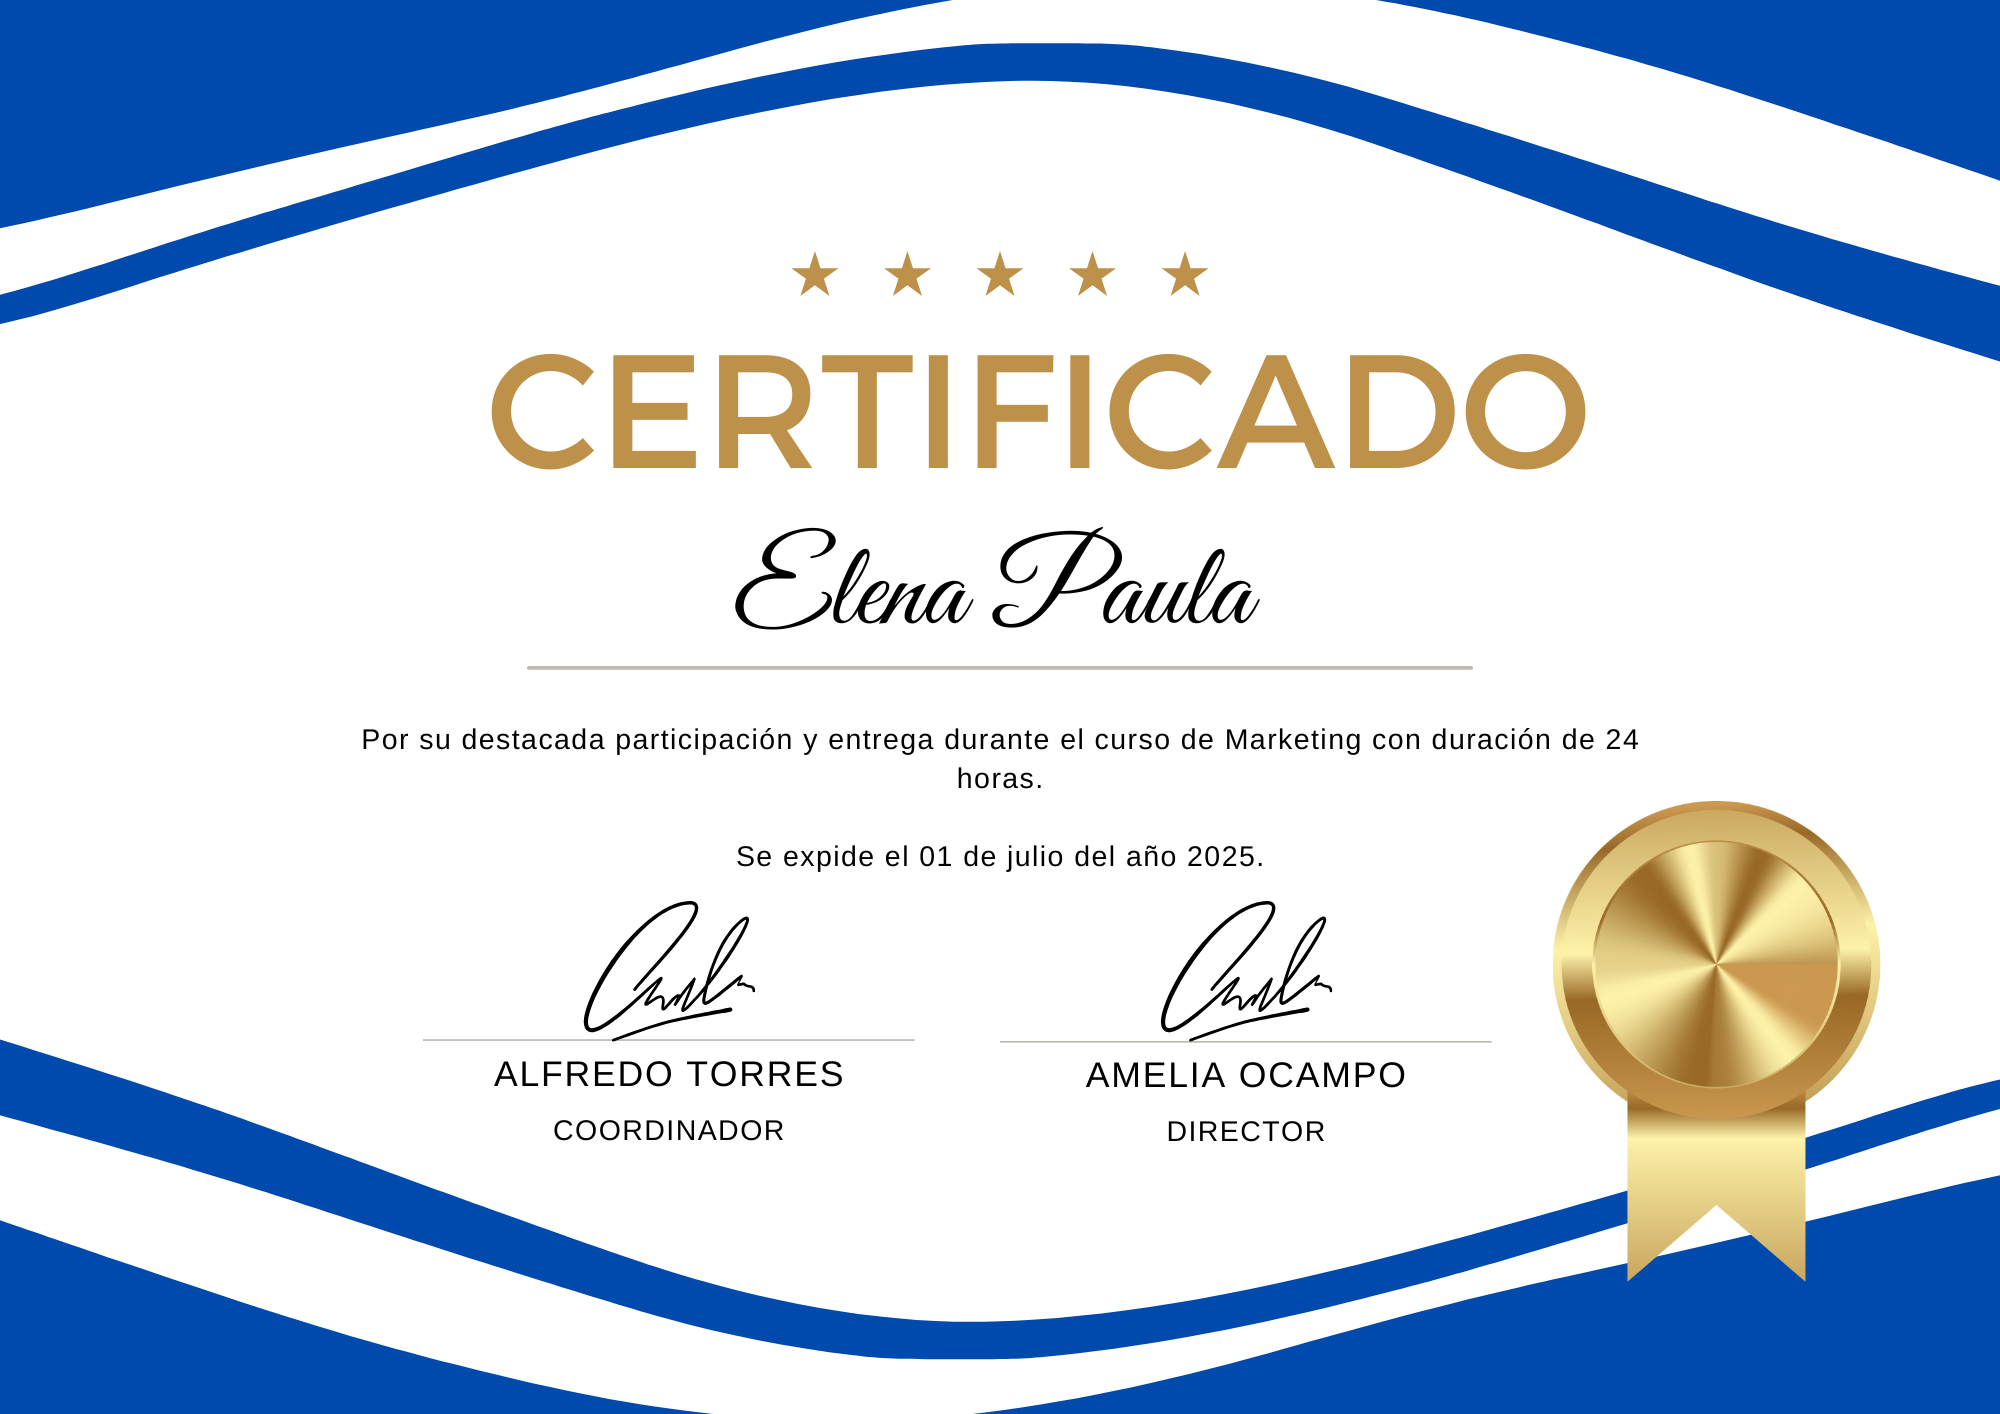 CERTIFICADO
Elena Paula
Por su destacada participación y entrega durante el curso de Marketing con duración de 24
horas.
Se expide el 01 de julio del año 2025.
ALFREDO TORRES
COORDINADOR
AMELIA OCAMPO
DIRECTOR